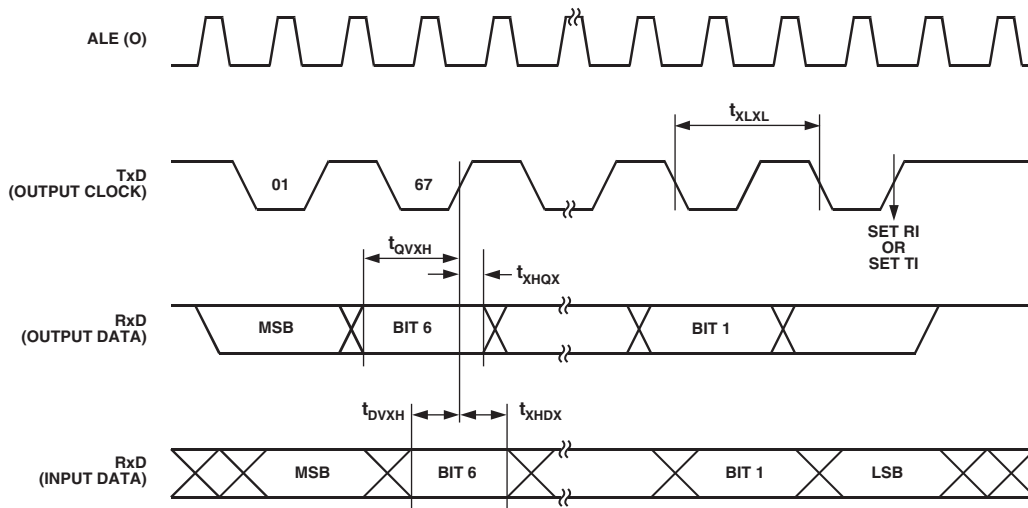 ALE (O)
tXLXL
TxD
(OUTPUT CLOCK)
01
67
SET RI
OR
SET TI
tQVXH
tXHQX
RxD
(OUTPUT DATA)
MSB
BIT 6
BIT 1
tDVXH
tXHDX
RxD
(INPUT DATA)
MSB
BIT 6
BIT 1
LSB